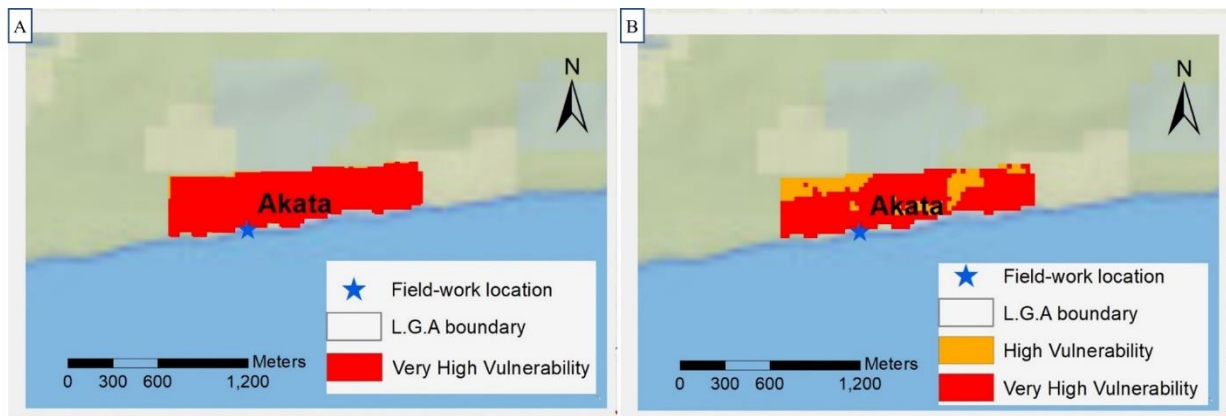 A
N
Akata
Field-work location
L.G.A boundary
Very High Vulnerability
Meters
0 300 600 1,200
B
N
Akata
Field-work location
L.G.A boundary
High Vulnerability
Very High Vulnerability
Meters
0 300 600 1,200